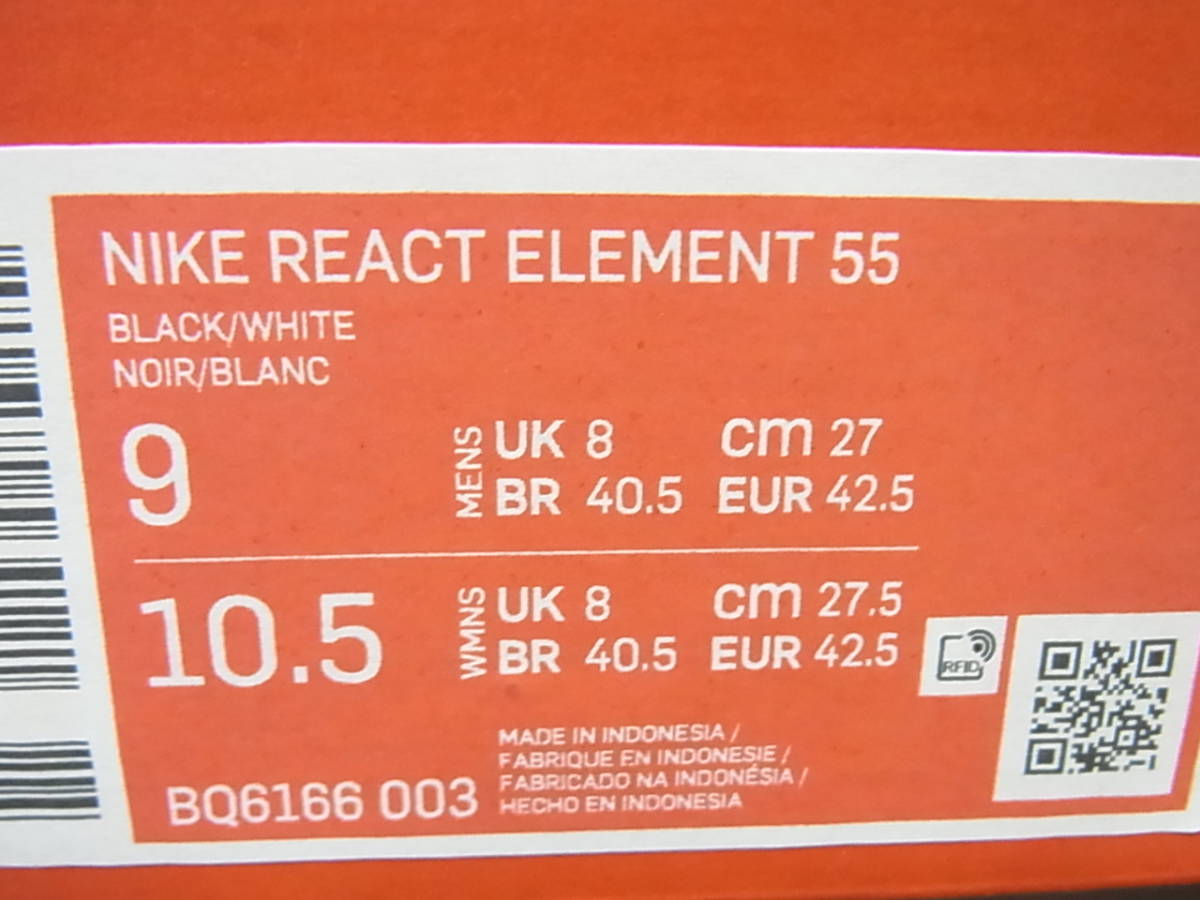 NIKE REACT ELEMENT 55
BLACK/WHITE
NOIR/BLANC
9
MENS
UK 8 cm 27
BR 40.5 EUR 42.5
10.5
WMNS
UK 8 cm 27.5
BR 40.5 EUR 42.5
RFID
MADE IN INDONESIA /
FABRIQUE EN INDONESIE /
FABRICADO NA INDONÉSIA /
HECHO EN INDONESIA
BQ6166 003